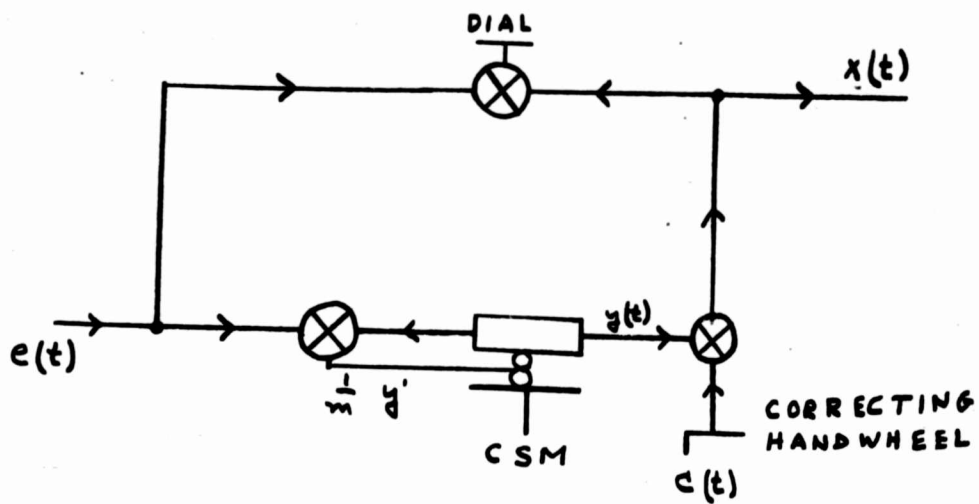 DIAL
x(t)
y(t)
e(t)
1/m y'
CSM
CORRECTING
HANDWHEEL
c(t)